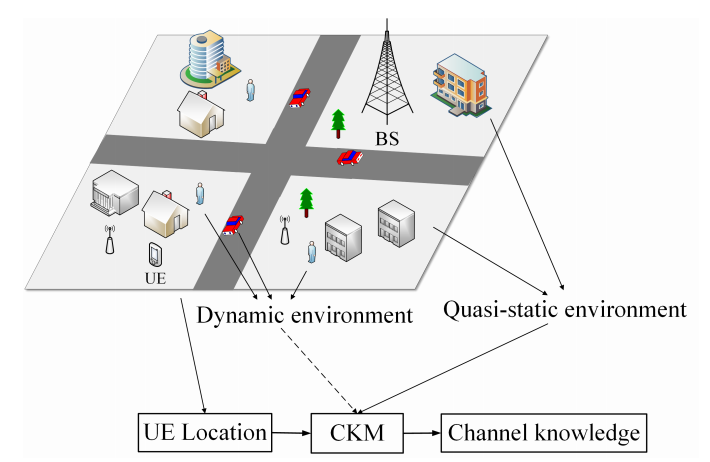 BS
UE
Dynamic environment
Quasi-static environment
UE Location
CKM
Channel knowledge